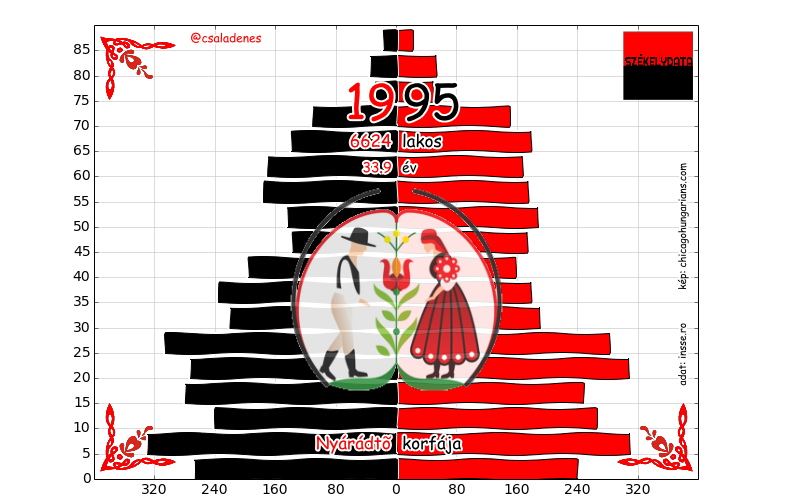 @csaladenes
SZÉKELYDATA
1995
6624 lakos
33.9 év
kép: chicagohungarians.com
adat: insse.ro
Nyárádtő korfája
85
80
75
70
65
60
55
50
45
40
35
30
25
20
15
10
5
0
320 240 160 80 0 80 160 240 320